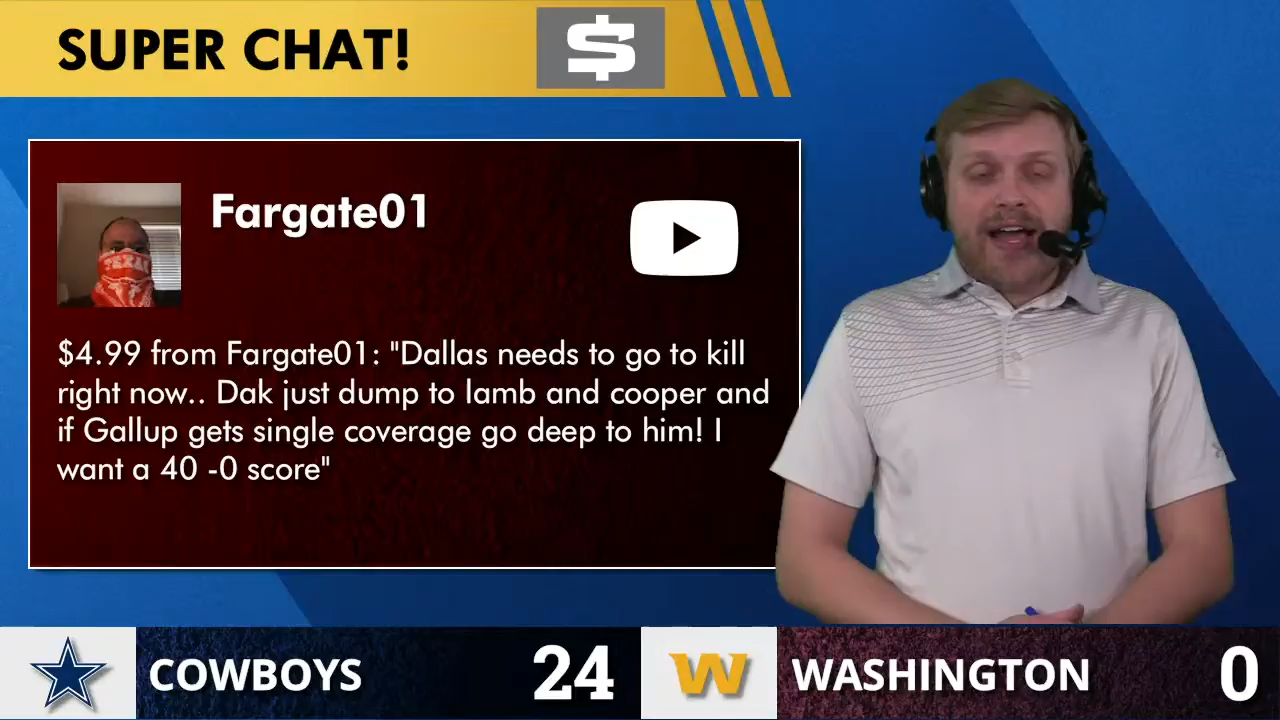 SUPER CHAT!
$
Fargate01
TEXAS
$4.99 from Fargate01: "Dallas needs to go to kill
right now.. Dak just dump to lamb and cooper and
if Gallup gets single coverage go deep to him! I
want a 40 -0 score"
COWBOYS 24 W WASHINGTON 0